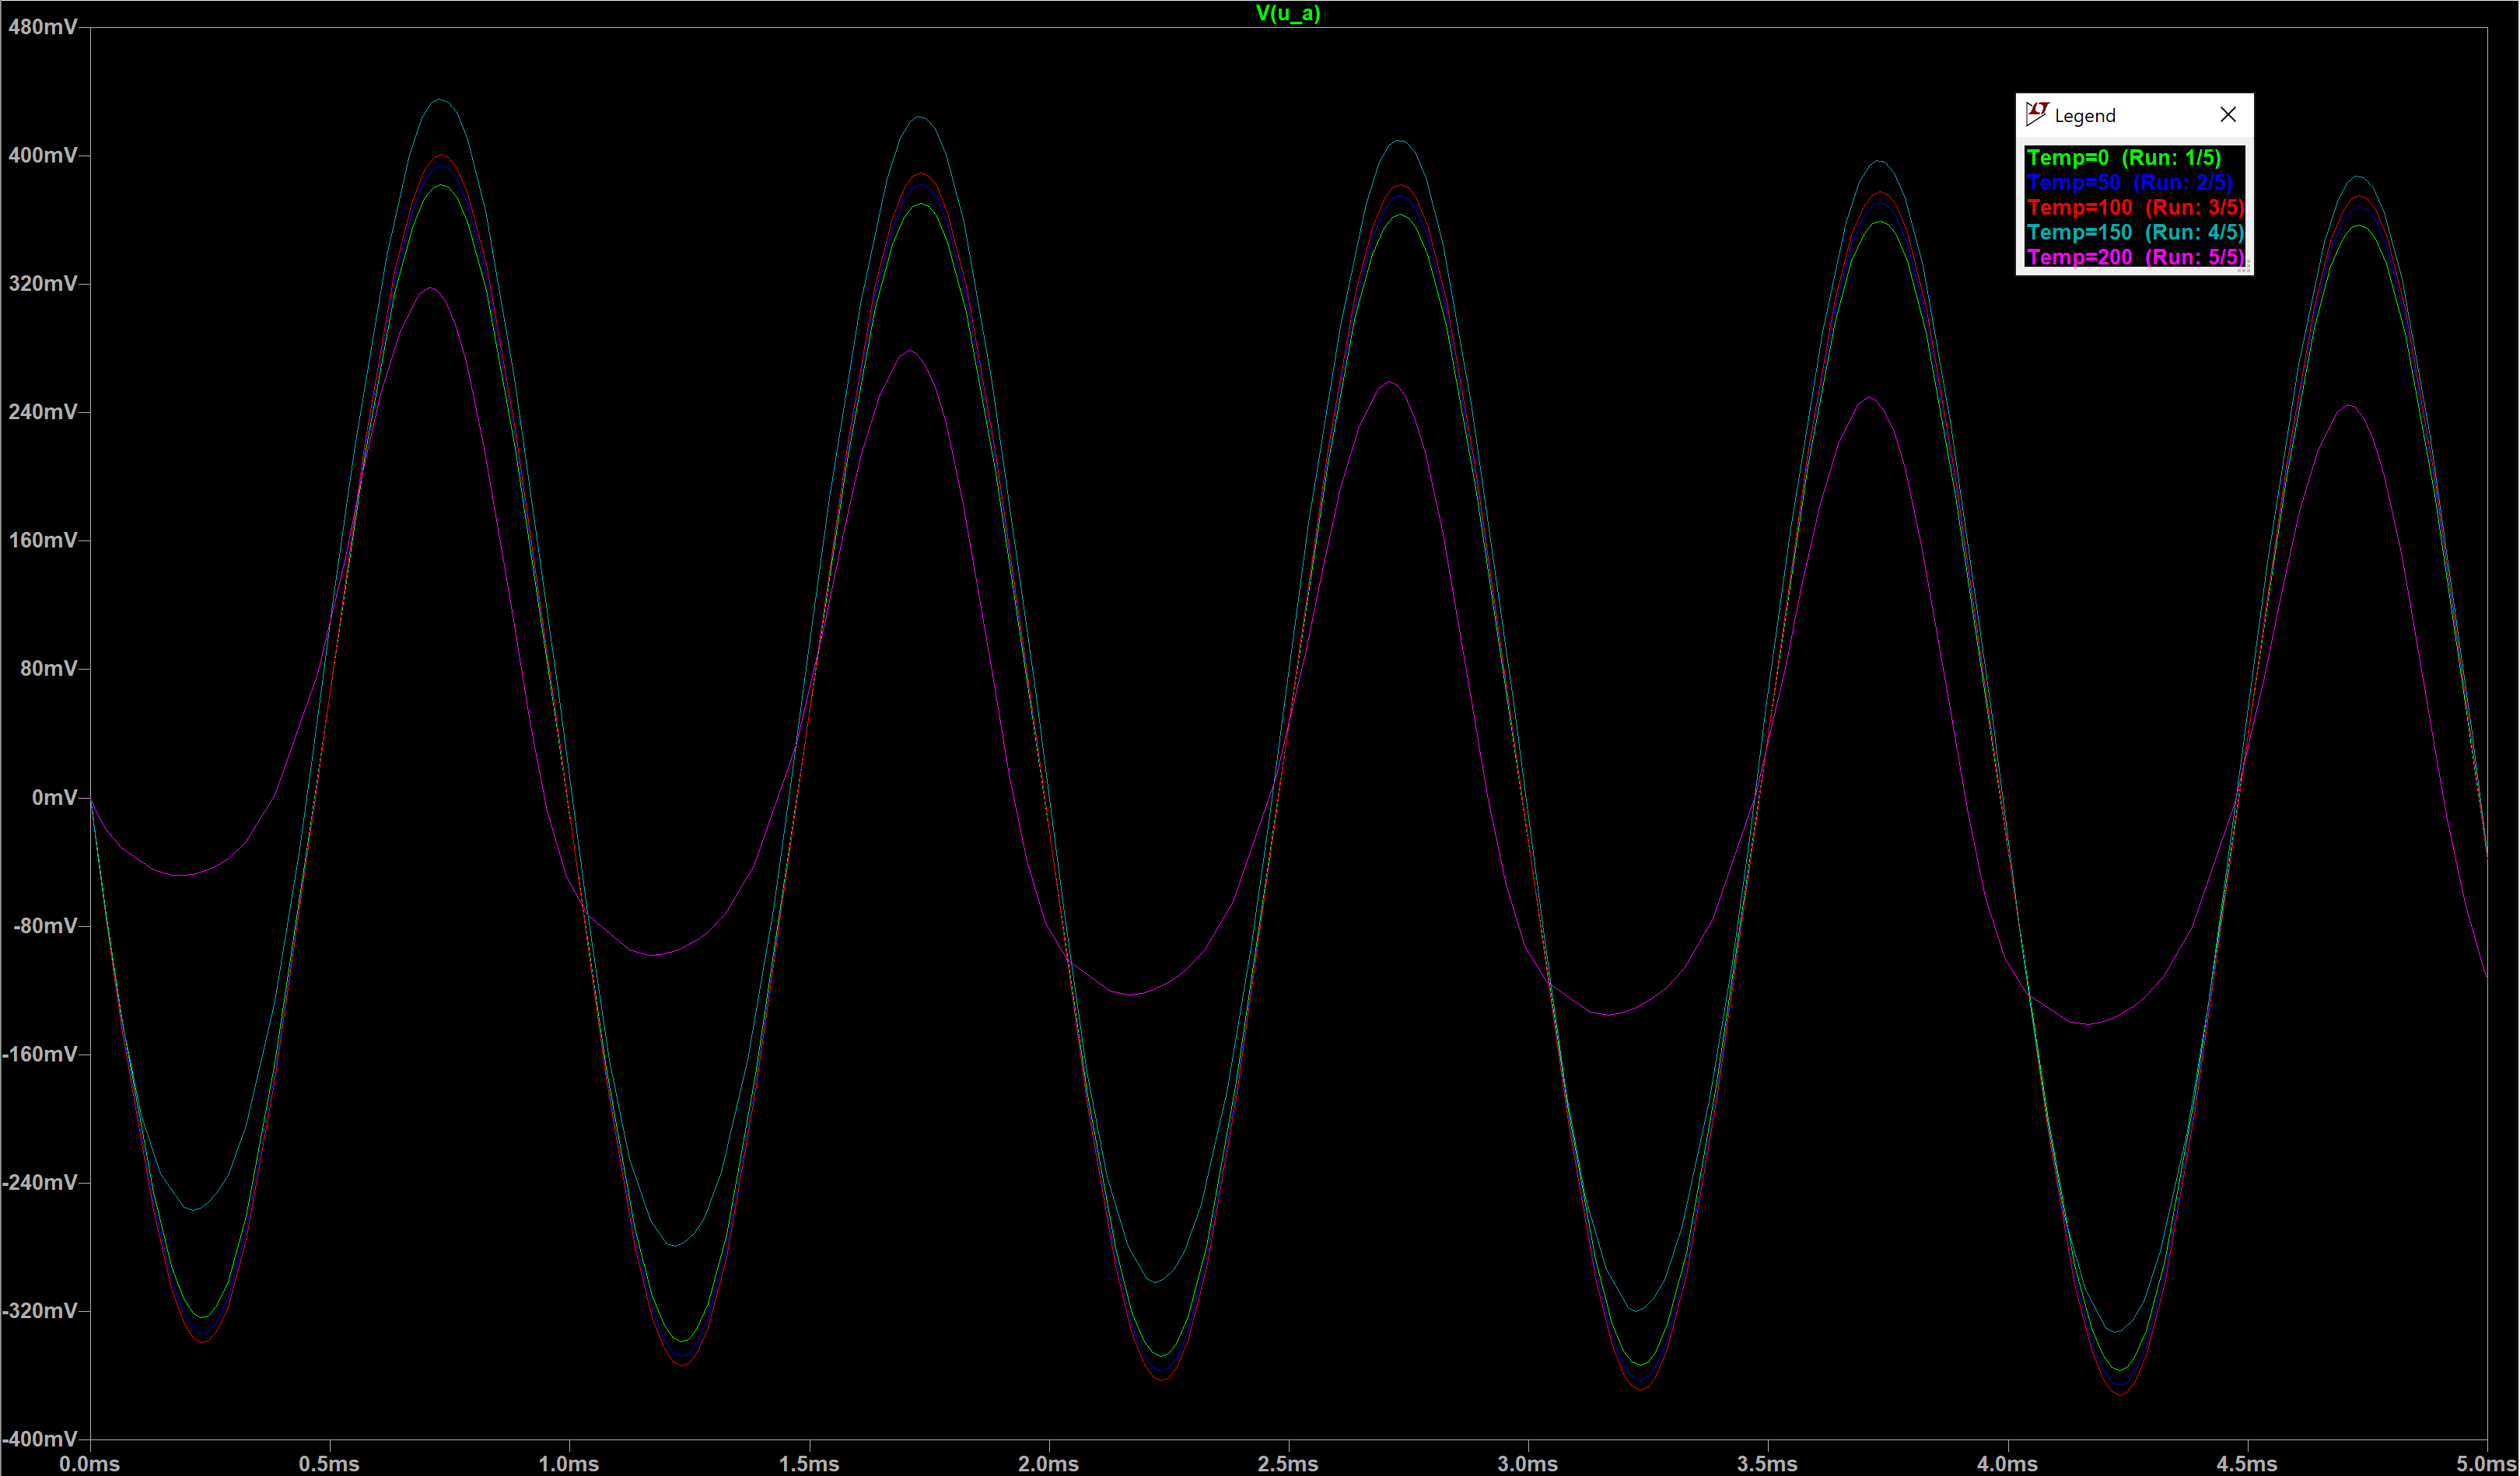 V(u_a)
480mV
400mV
320mV
240mV
160mV
80mV
0mV
-80mV
-160mV
-240mV
-320mV
-400mV
Legend
Temp=0 (Run: 1/5)
Temp=50 (Run: 2/5)
Temp=100 (Run: 3/5)
Temp=150 (Run: 4/5)
Temp=200 (Run: 5/5)
0.0ms 0.5ms 1.0ms 1.5ms 2.0ms 2.5ms 3.0ms 3.5ms 4.0ms 4.5ms 5.0ms